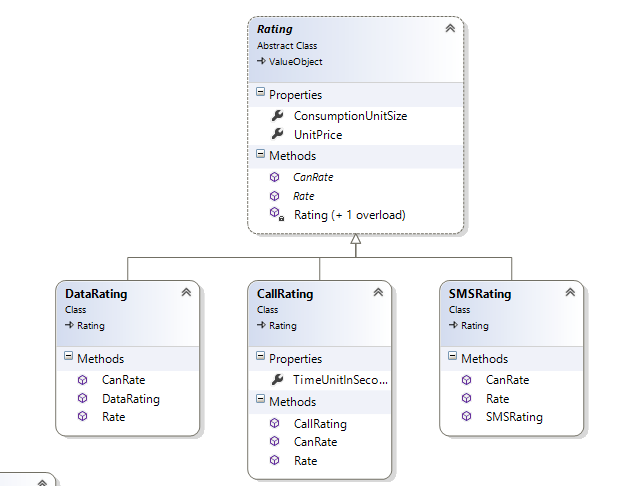 Rating
Abstract Class
ValueObject
Properties
ConsumptionUnitSize
UnitPrice
Methods
CanRate
Rate
Rating (+ 1 overload)
DataRating
Class
Rating
Methods
CanRate
DataRating
Rate
CallRating
Class
Rating
Properties
TimeUnitInSeco...
Methods
CallRating
CanRate
Rate
SMSRating
Class
Rating
Methods
CanRate
Rate
SMSRating